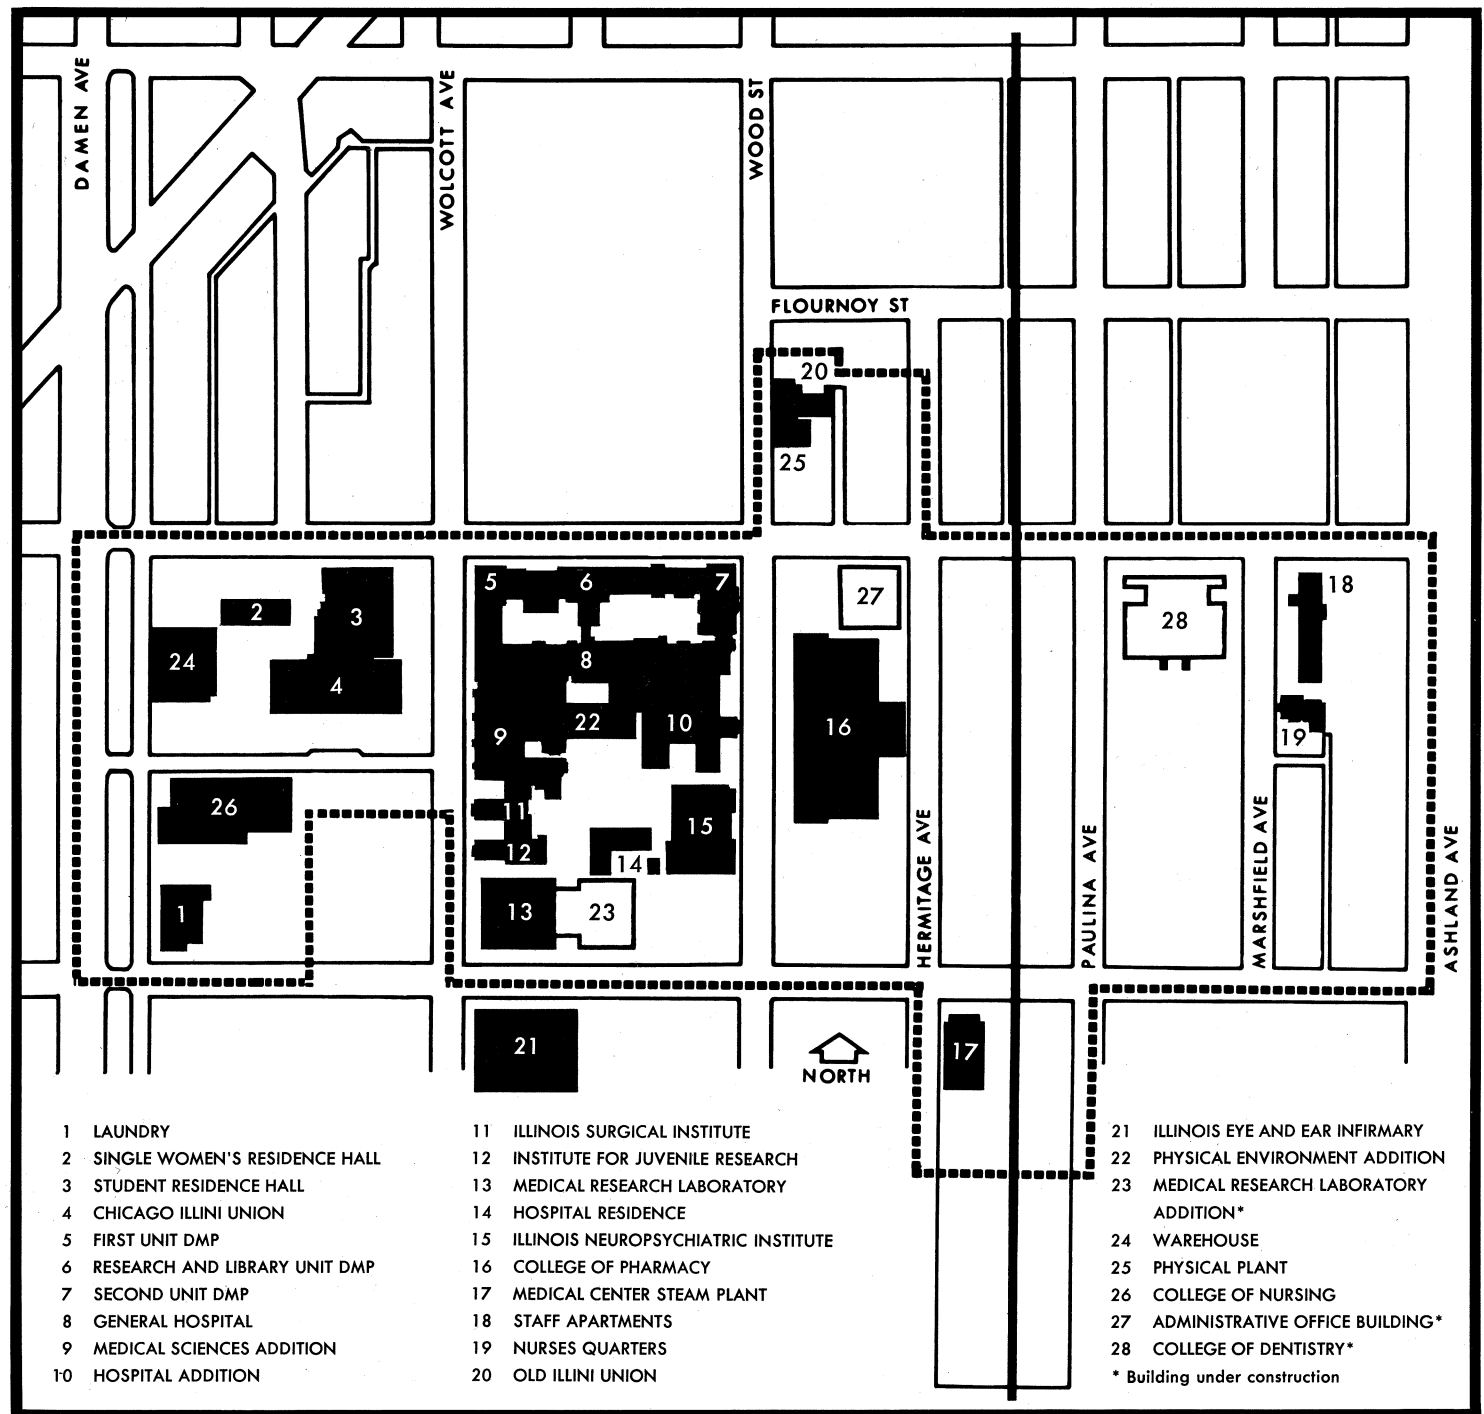 DAMEN AVE
WOLCOTT AVE
WOOD ST
FLOURNOY ST
20
25
5
6
7
27
18
2
3
28
24
8
4
22
10
9
16
19
26
11
15
12
14
1
13
23
HERMITAGE AVE
PAULINA AVE
MARSHFIELD AVE
ASHLAND AVE
21
17
NORTH
1 LAUNDRY
2 SINGLE WOMEN'S RESIDENCE HALL
3 STUDENT RESIDENCE HALL
4 CHICAGO ILLINI UNION
5 FIRST UNIT DMP
6 RESEARCH AND LIBRARY UNIT DMP
7 SECOND UNIT DMP
8 GENERAL HOSPITAL
9 MEDICAL SCIENCES ADDITION
10 HOSPITAL ADDITION
11 ILLINOIS SURGICAL INSTITUTE
12 INSTITUTE FOR JUVENILE RESEARCH
13 MEDICAL RESEARCH LABORATORY
14 HOSPITAL RESIDENCE
15 ILLINOIS NEUROPSYCHIATRIC INSTITUTE
16 COLLEGE OF PHARMACY
17 MEDICAL CENTER STEAM PLANT
18 STAFF APARTMENTS
19 NURSES QUARTERS
20 OLD ILLINI UNION
21 ILLINOIS EYE AND EAR INFIRMARY
22 PHYSICAL ENVIRONMENT ADDITION
23 MEDICAL RESEARCH LABORATORY
ADDITION*
24 WAREHOUSE
25 PHYSICAL PLANT
26 COLLEGE OF NURSING
27 ADMINISTRATIVE OFFICE BUILDING*
28 COLLEGE OF DENTISTRY*
* Building under construction